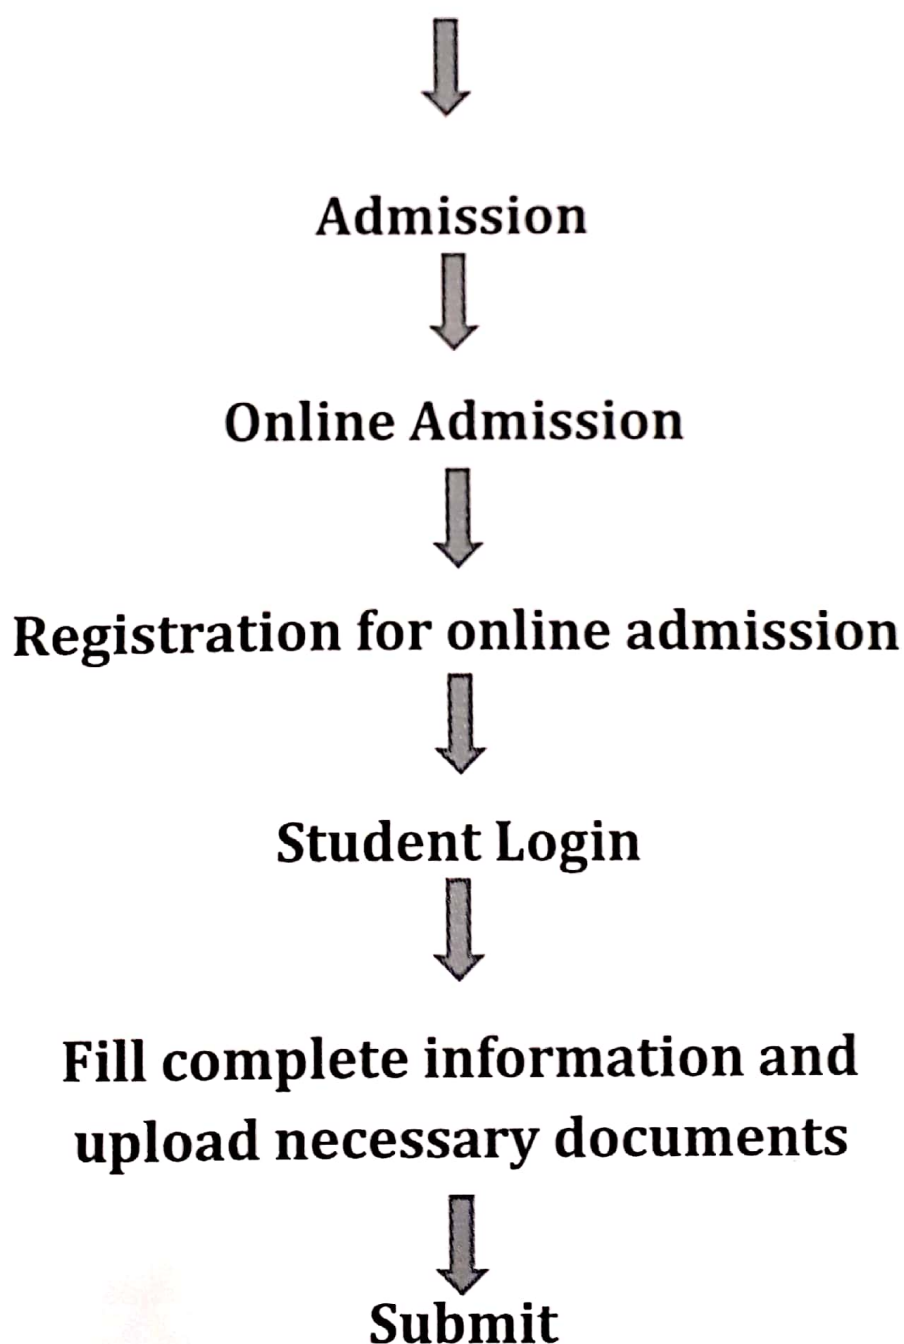 Admission
Online Admission
Registration for online admission
Student Login
Fill complete information and
upload necessary documents
Submit